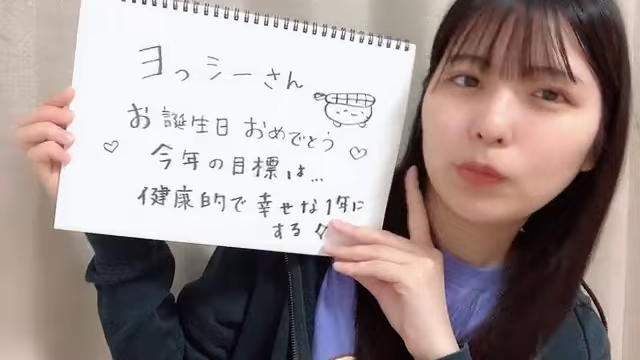 ヨっシーさん
お誕生日おめでとう
今年の目標は...
健康的で幸せな1年に
する